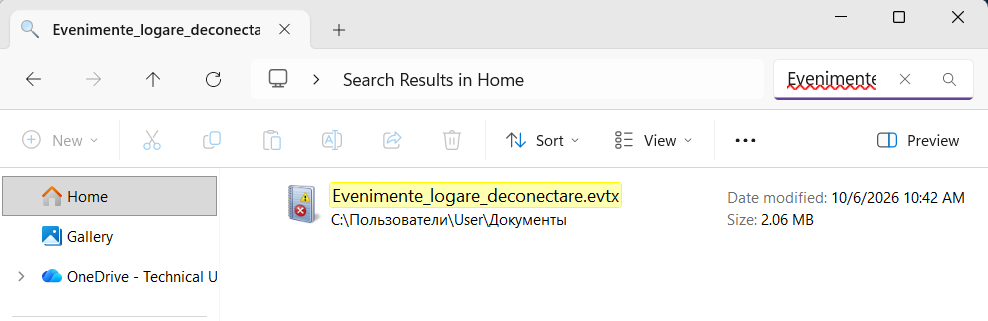 Evenimente_logare_deconecta
Search Results in Home
Evenimente
New
Sort
View
Preview
Home
Gallery
OneDrive - Technical U
Evenimente_logare_deconectare.evtx
C:\Пользователи\User\Документы
Date modified: 10/6/2026 10:42 AM
Size: 2.06 MB